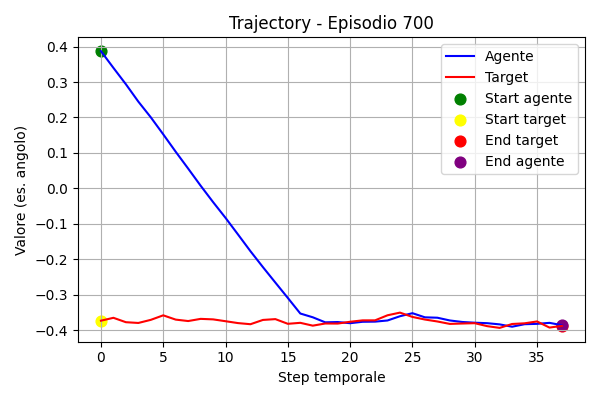 Trajectory - Episodio 700
Valore (es. angolo)
0.4
0.3
0.2
0.1
0.0
−0.1
−0.2
−0.3
−0.4
Agente
Target
Start agente
Start target
End target
End agente
0 5 10 15 20 25 30 35
Step temporale